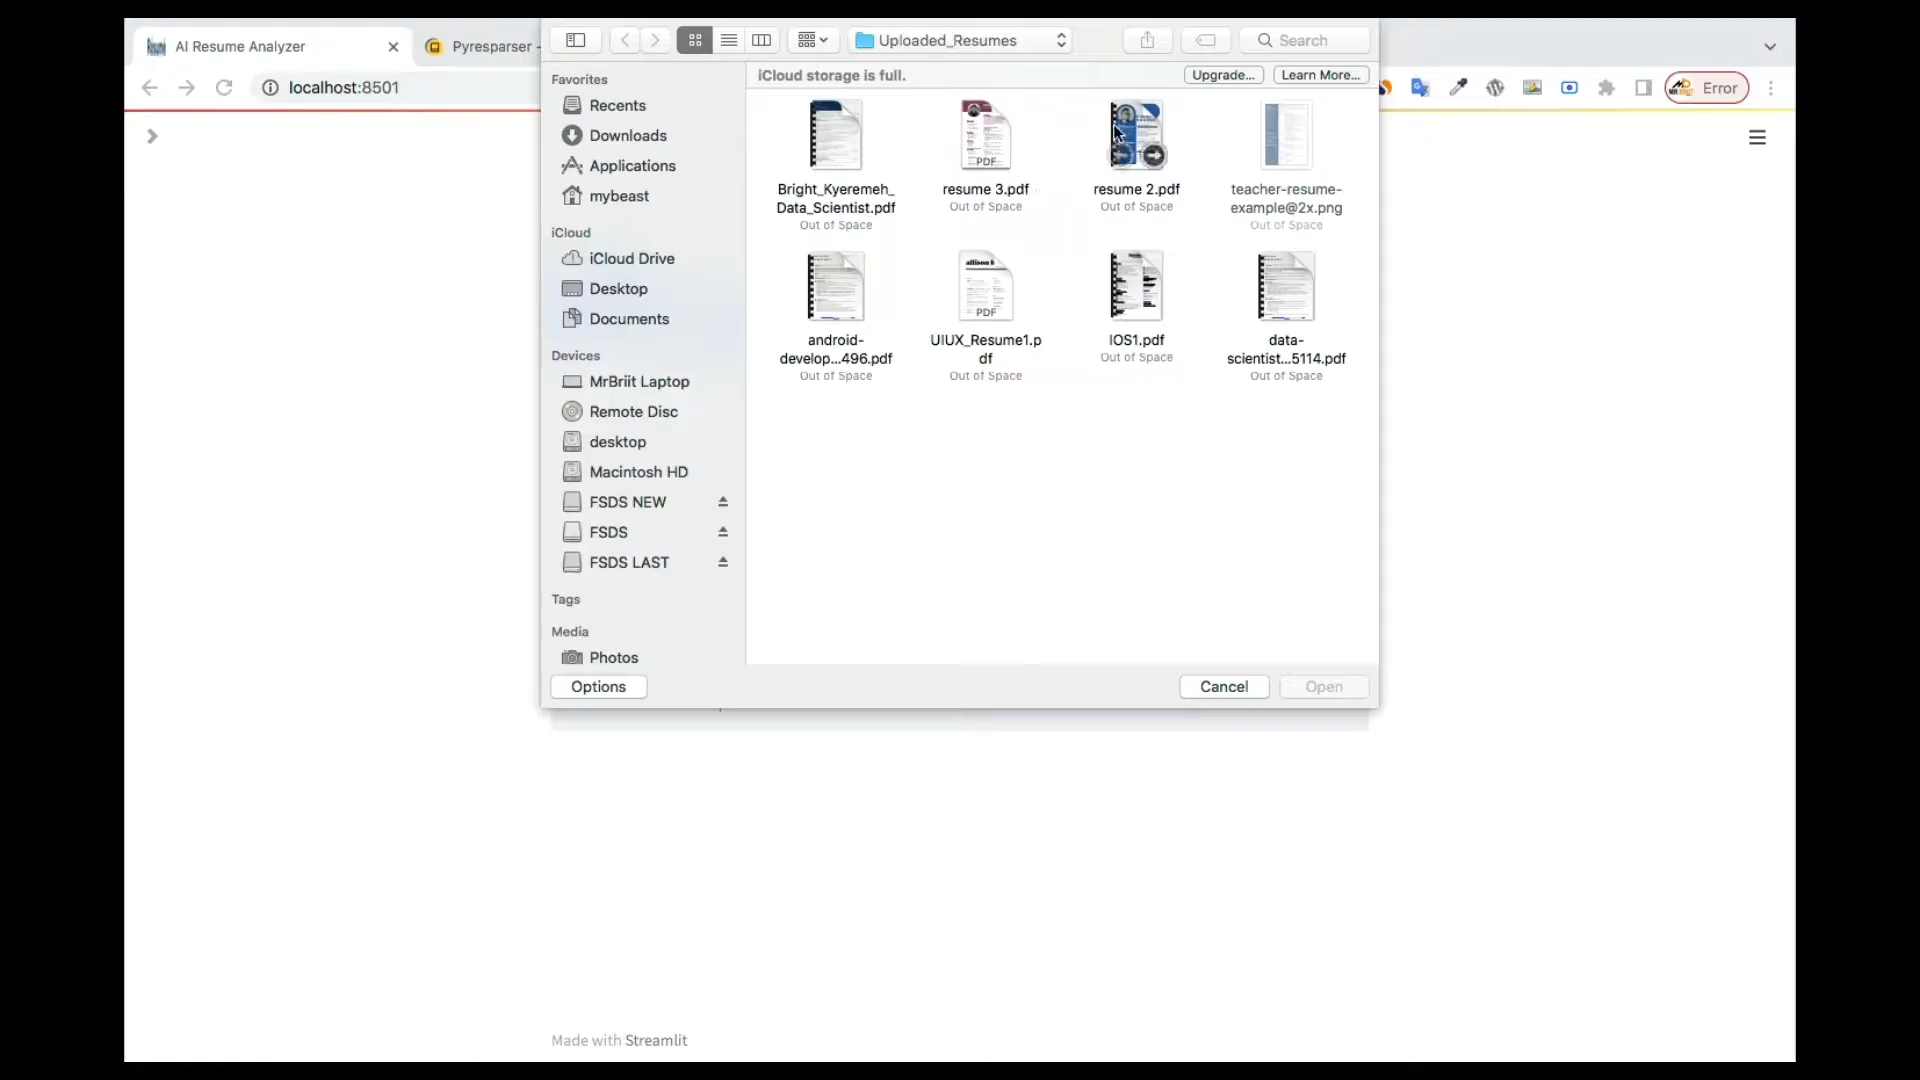 AI Resume Analyzer
Pyresparser -
localhost:8501
Uploaded_Resumes
Search
Error
iCloud storage is full.
Upgrade...
Learn More...
Favorites
Recents
Downloads
Applications
mybeast
iCloud
iCloud Drive
Desktop
Documents
Devices
MrBriit Laptop
Remote Disc
desktop
Macintosh HD
FSDS NEW
FSDS
FSDS LAST
Tags
Media
Photos
Bright_Kyeremeh_
Data_Scientist.pdf
Out of Space
PDF
resume 3.pdf
Out of Space
resume 2.pdf
Out of Space
teacher-resume-
example@2x.png
Out of Space
android-
develop...496.pdf
Out of Space
allison
PDF
UIUX_Resume1.p
df
Out of Space
IOS1.pdf
Out of Space
data-
scientist...5114.pdf
Out of Space
Options
Cancel
Open
Made with Streamlit